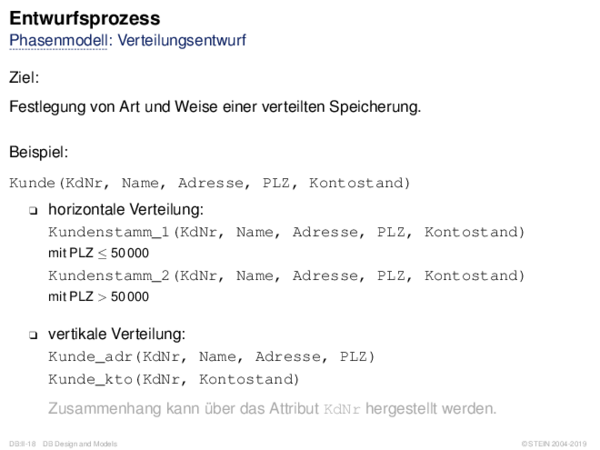 Entwurfsprozess
Phasenmodell: Verteilungsentwurf
Ziel:
Festlegung von Art und Weise einer verteilten Speicherung.
Beispiel:
Kunde(KdNr, Name, Adresse, PLZ, Kontostand)
❑ horizontale Verteilung:
Kundenstamm_1(KdNr, Name, Adresse, PLZ, Kontostand)
mit PLZ ≤ 50 000
Kundenstamm_2(KdNr, Name, Adresse, PLZ, Kontostand)
mit PLZ > 50 000
❑ vertikale Verteilung:
Kunde_adr(KdNr, Name, Adresse, PLZ)
Kunde_kto(KdNr, Kontostand)
Zusammenhang kann über das Attribut KdNr hergestellt werden.
DB:II-18 DB Design and Models © STEIN 2004-2019